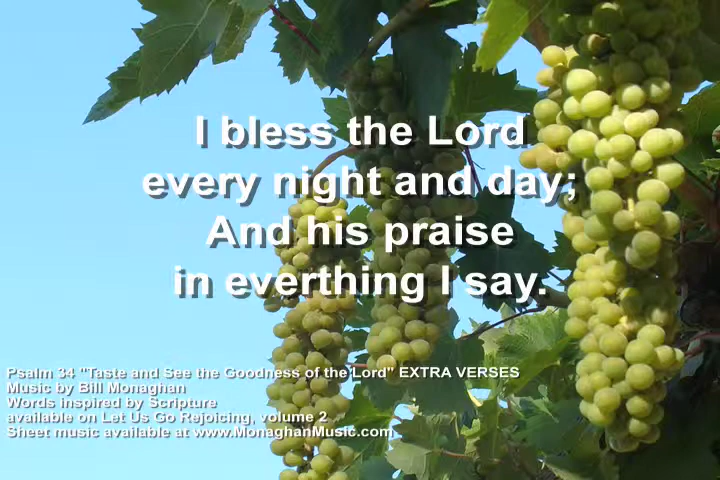 I bless the Lord
every night and day;
And his praise
in everthing I say.
Psalm 34 "Taste and See the Goodness of the Lord" EXTRA VERSES
Music by Bill Monaghan
Words Inspired by Scripture
available on Let Us Go Rejoicing, volume 2
Sheet music available at www.MonaghanMusic.com